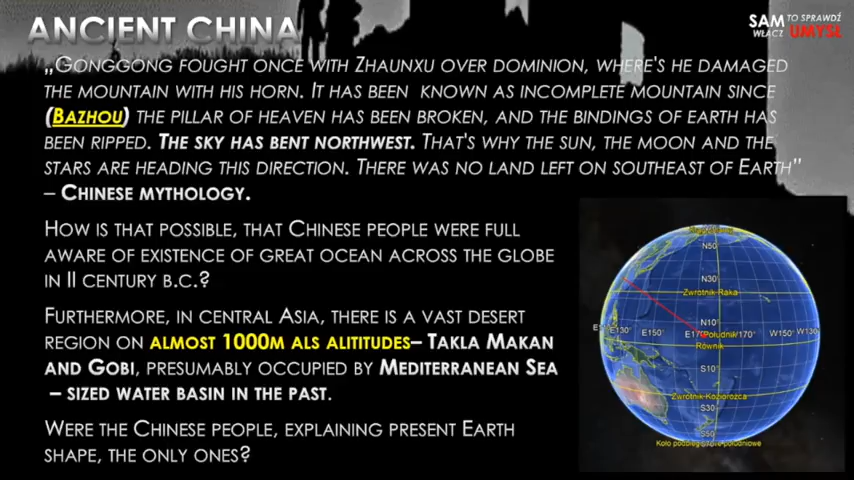 ANCIENT CHINA
SAM TO SPRAWDŹ
WŁĄCZ UMYSŁ
„GONGGONG FOUGHT ONCE WITH ZHAUNXU OVER DOMINION, WHERE'S HE DAMAGED
THE MOUNTAIN WITH HIS HORN. IT HAS BEEN KNOWN AS INCOMPLETE MOUNTAIN SINCE
(BAZHOU) THE PILLAR OF HEAVEN HAS BEEN BROKEN, AND THE BINDINGS OF EARTH HAS
BEEN RIPPED. THE SKY HAS BENT NORTHWEST. THAT'S WHY THE SUN, THE MOON AND THE
STARS ARE HEADING THIS DIRECTION. THERE WAS NO LAND LEFT ON SOUTHEAST OF EARTH”
– CHINESE MYTHOLOGY.
HOW IS THAT POSSIBLE, THAT CHINESE PEOPLE WERE FULL
AWARE OF EXISTENCE OF GREAT OCEAN ACROSS THE GLOBE
IN II CENTURY B.C.?
FURTHERMORE, IN CENTRAL ASIA, THERE IS A VAST DESERT
REGION ON ALMOST 1000M ALS ALITITUDES– TAKLA MAKAN
AND GOBI, PRESUMABLY OCCUPIED BY MEDITERRANEAN SEA
– SIZED WATER BASIN IN THE PAST.
WERE THE CHINESE PEOPLE, EXPLAINING PRESENT EARTH
SHAPE, THE ONLY ONES?
N50
N30
Zwrotnik Raka
N10
E130 E150 Południk 170 W150 W130
Równik
S10
Zwrotnik Koziorożca
S30
S50